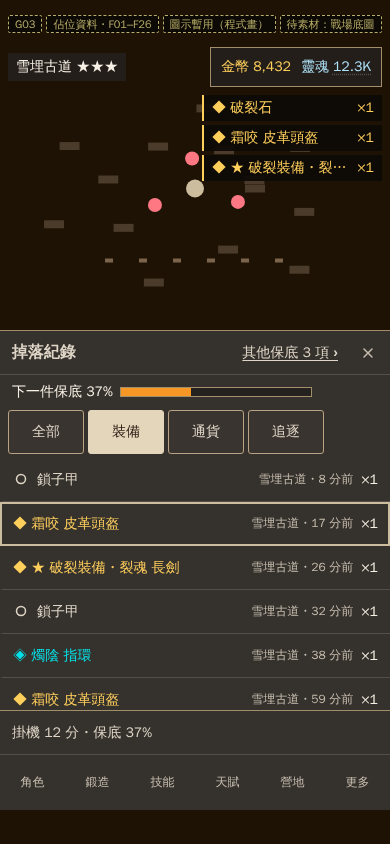 G03 佔位資料・F01–F26 圖示暫用（程式畫） 待素材：戰場底圖
雪埋古道 ★★★
金幣 8,432 靈魂 12.3K
◆ 破裂石 ×1
◆ 霜咬 皮革頭盔 ×1
◆ ★ 破裂裝備・裂… ×1
掉落紀錄 其他保底 3 項 › ×
下一件保底 37%
全部 裝備 通貨 追逐
鎖子甲 雪埋古道・8 分前 ×1
◆ 霜咬 皮革頭盔 雪埋古道・17 分前 ×1
◆ ★ 破裂裝備・裂魂 長劍 雪埋古道・26 分前 ×1
鎖子甲 雪埋古道・32 分前 ×1
◈ 燭陰 指環 雪埋古道・38 分前 ×1
◆ 霜咬 皮革頭盔 雪埋古道・59 分前 ×1
掛機 12 分・保底 37%
角色 鍛造 技能 天賦 營地 更多